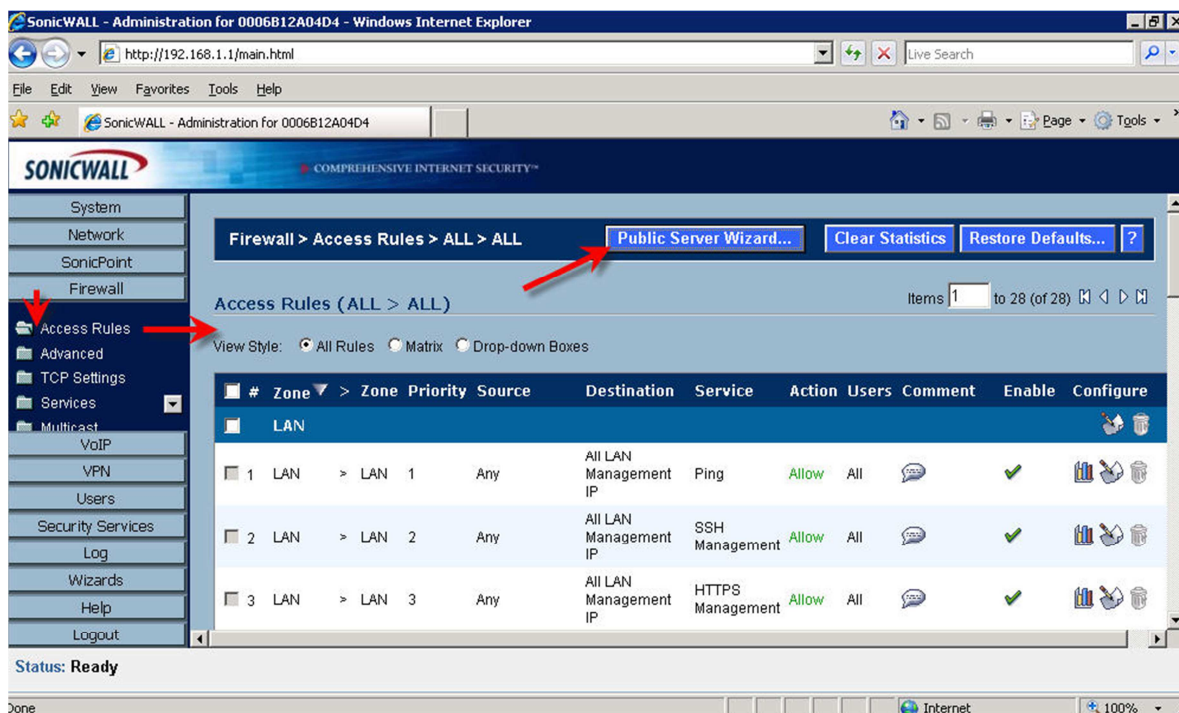 SonicWALL - Administration for 0006B12A04D4 - Windows Internet Explorer
http://192.168.1.1/main.html
Live Search
File Edit View Favorites Tools Help
SonicWALL - Administration for 0006B12A04D4
Page Tools
SONICWALL
COMPREHENSIVE INTERNET SECURITY™
System
Network
SonicPoint
Firewall
Access Rules
Advanced
TCP Settings
Services
Multicast
VoIP
VPN
Users
Security Services
Log
Wizards
Help
Logout
Firewall > Access Rules > ALL > ALL
Public Server Wizard... Clear Statistics Restore Defaults... ?
Access Rules (ALL > ALL)
Items 1 to 28 (of 28)
View Style: All Rules Matrix Drop-down Boxes
# Zone > Zone Priority Source Destination Service Action Users Comment Enable Configure
LAN
1 LAN > LAN 1 Any All LAN Management IP Ping Allow All
2 LAN > LAN 2 Any All LAN Management IP SSH Management Allow All
3 LAN > LAN 3 Any All LAN Management IP HTTPS Management Allow All
Status: Ready
Done
Internet
100%